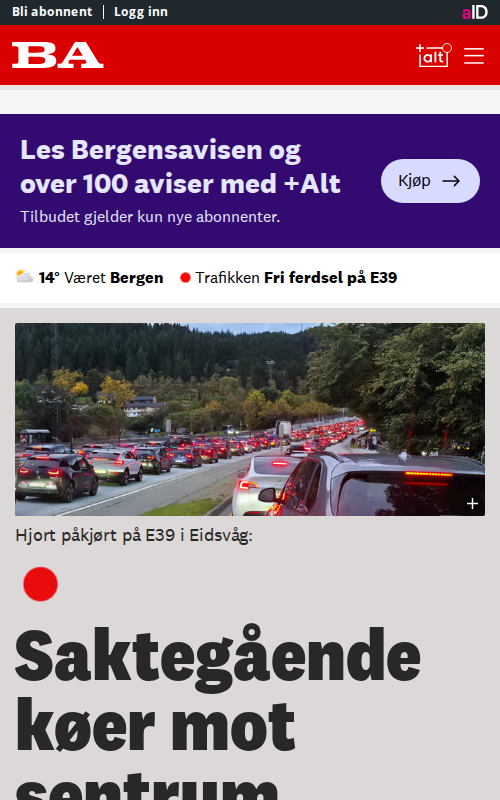 Bli abonnent | Logg inn
aID
BA
+alt
Les Bergensavisen og
over 100 aviser med +Alt
Tilbudet gjelder kun nye abonnenter.
Kjøp →
14° Været Bergen
Trafikken Fri ferdsel på E39
Hjort påkjørt på E39 i Eidsvåg:
Saktegående
køer mot
sentrum